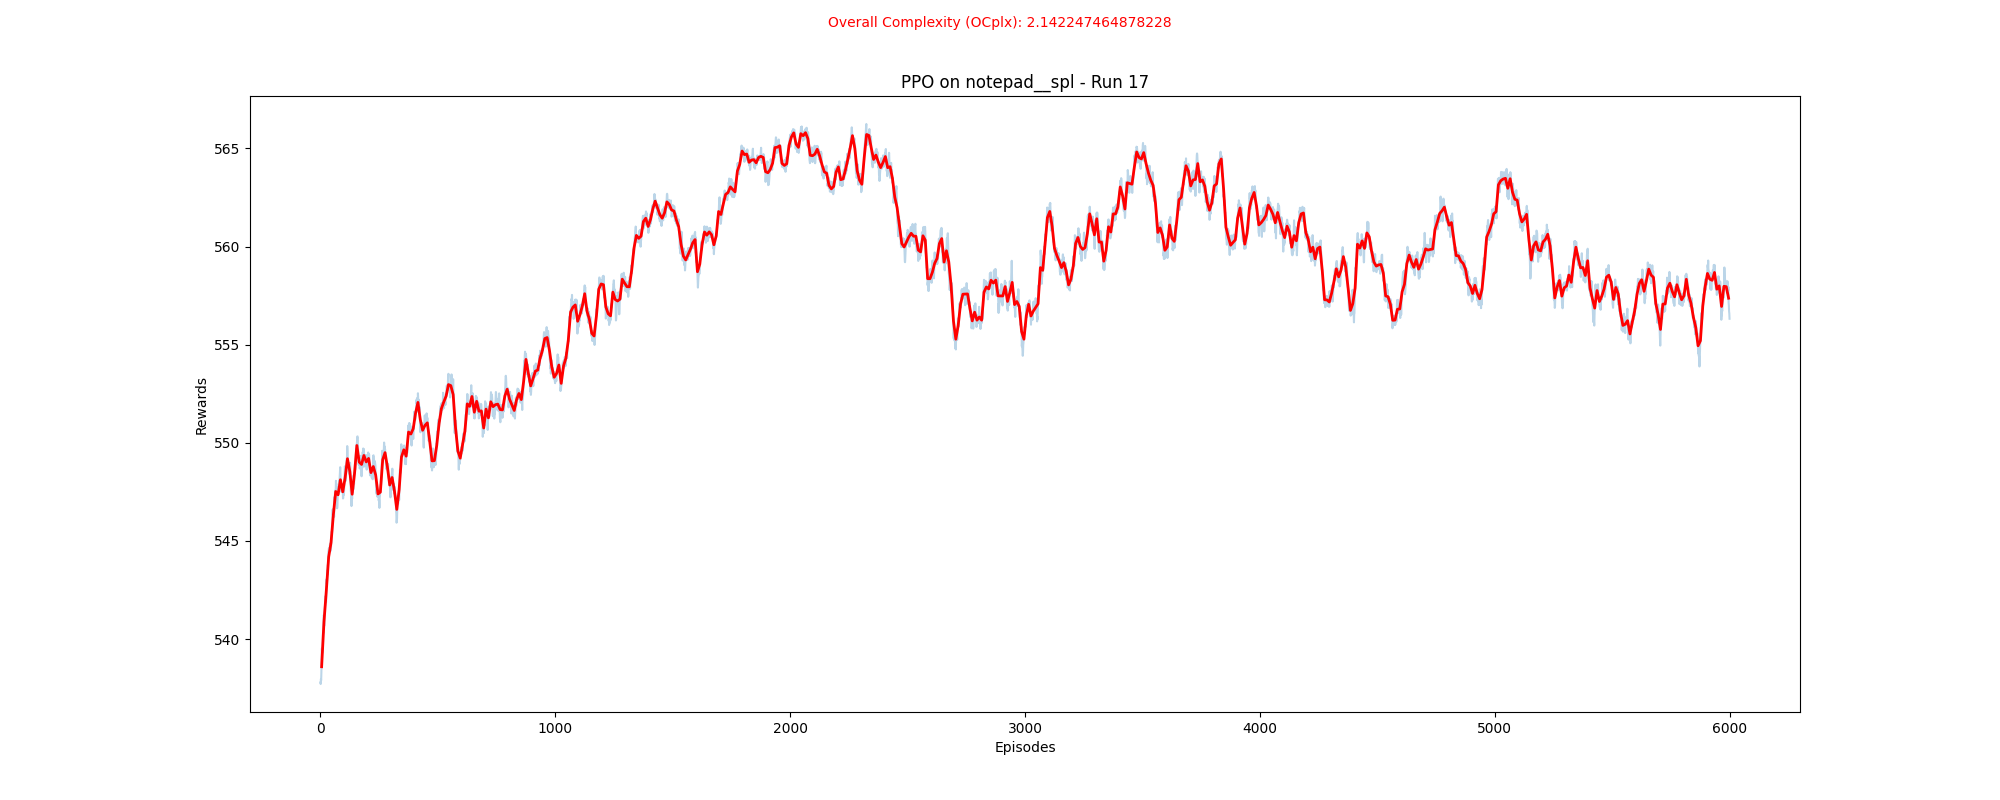 Overall Complexity (OCplx): 2.142247464878228
PPO on notepad__spl - Run 17
565
560
555
550
545
540
Rewards
0 1000 2000 3000 4000 5000 6000
Episodes